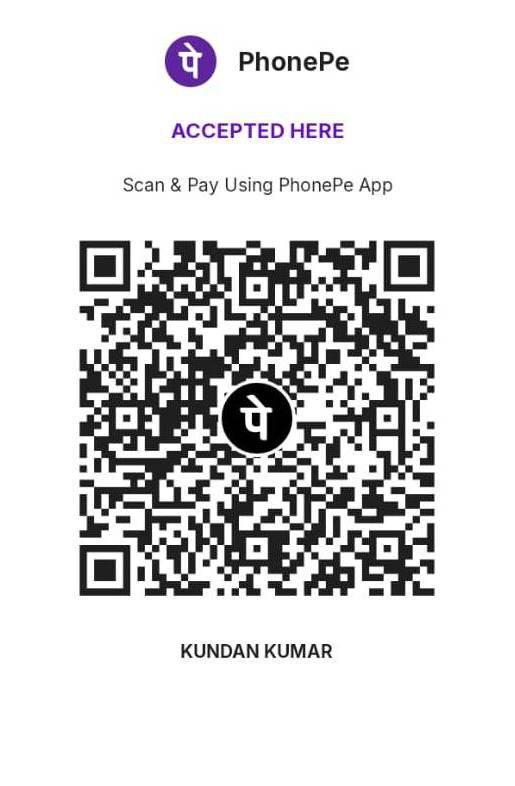 पे PhonePe
ACCEPTED HERE
Scan & Pay Using PhonePe App
पे
KUNDAN KUMAR